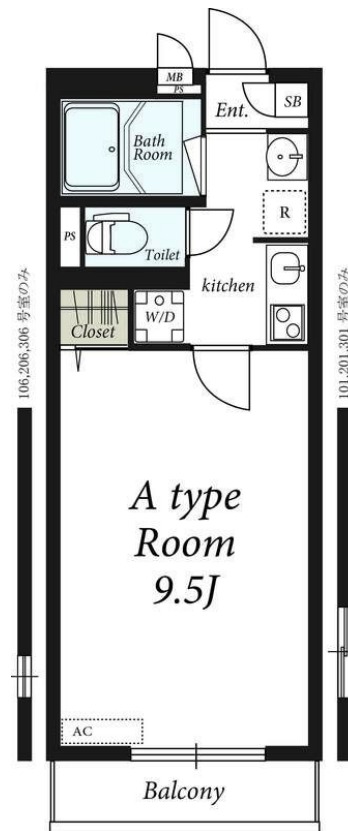 MB
PS
Ent.
SB
Bath
Room
R
PS
Toilet
kitchen
Closet
W/D
106,206,306 号室のみ
101,201,301 号室のみ
A type
Room
9.5J
AC
Balcony